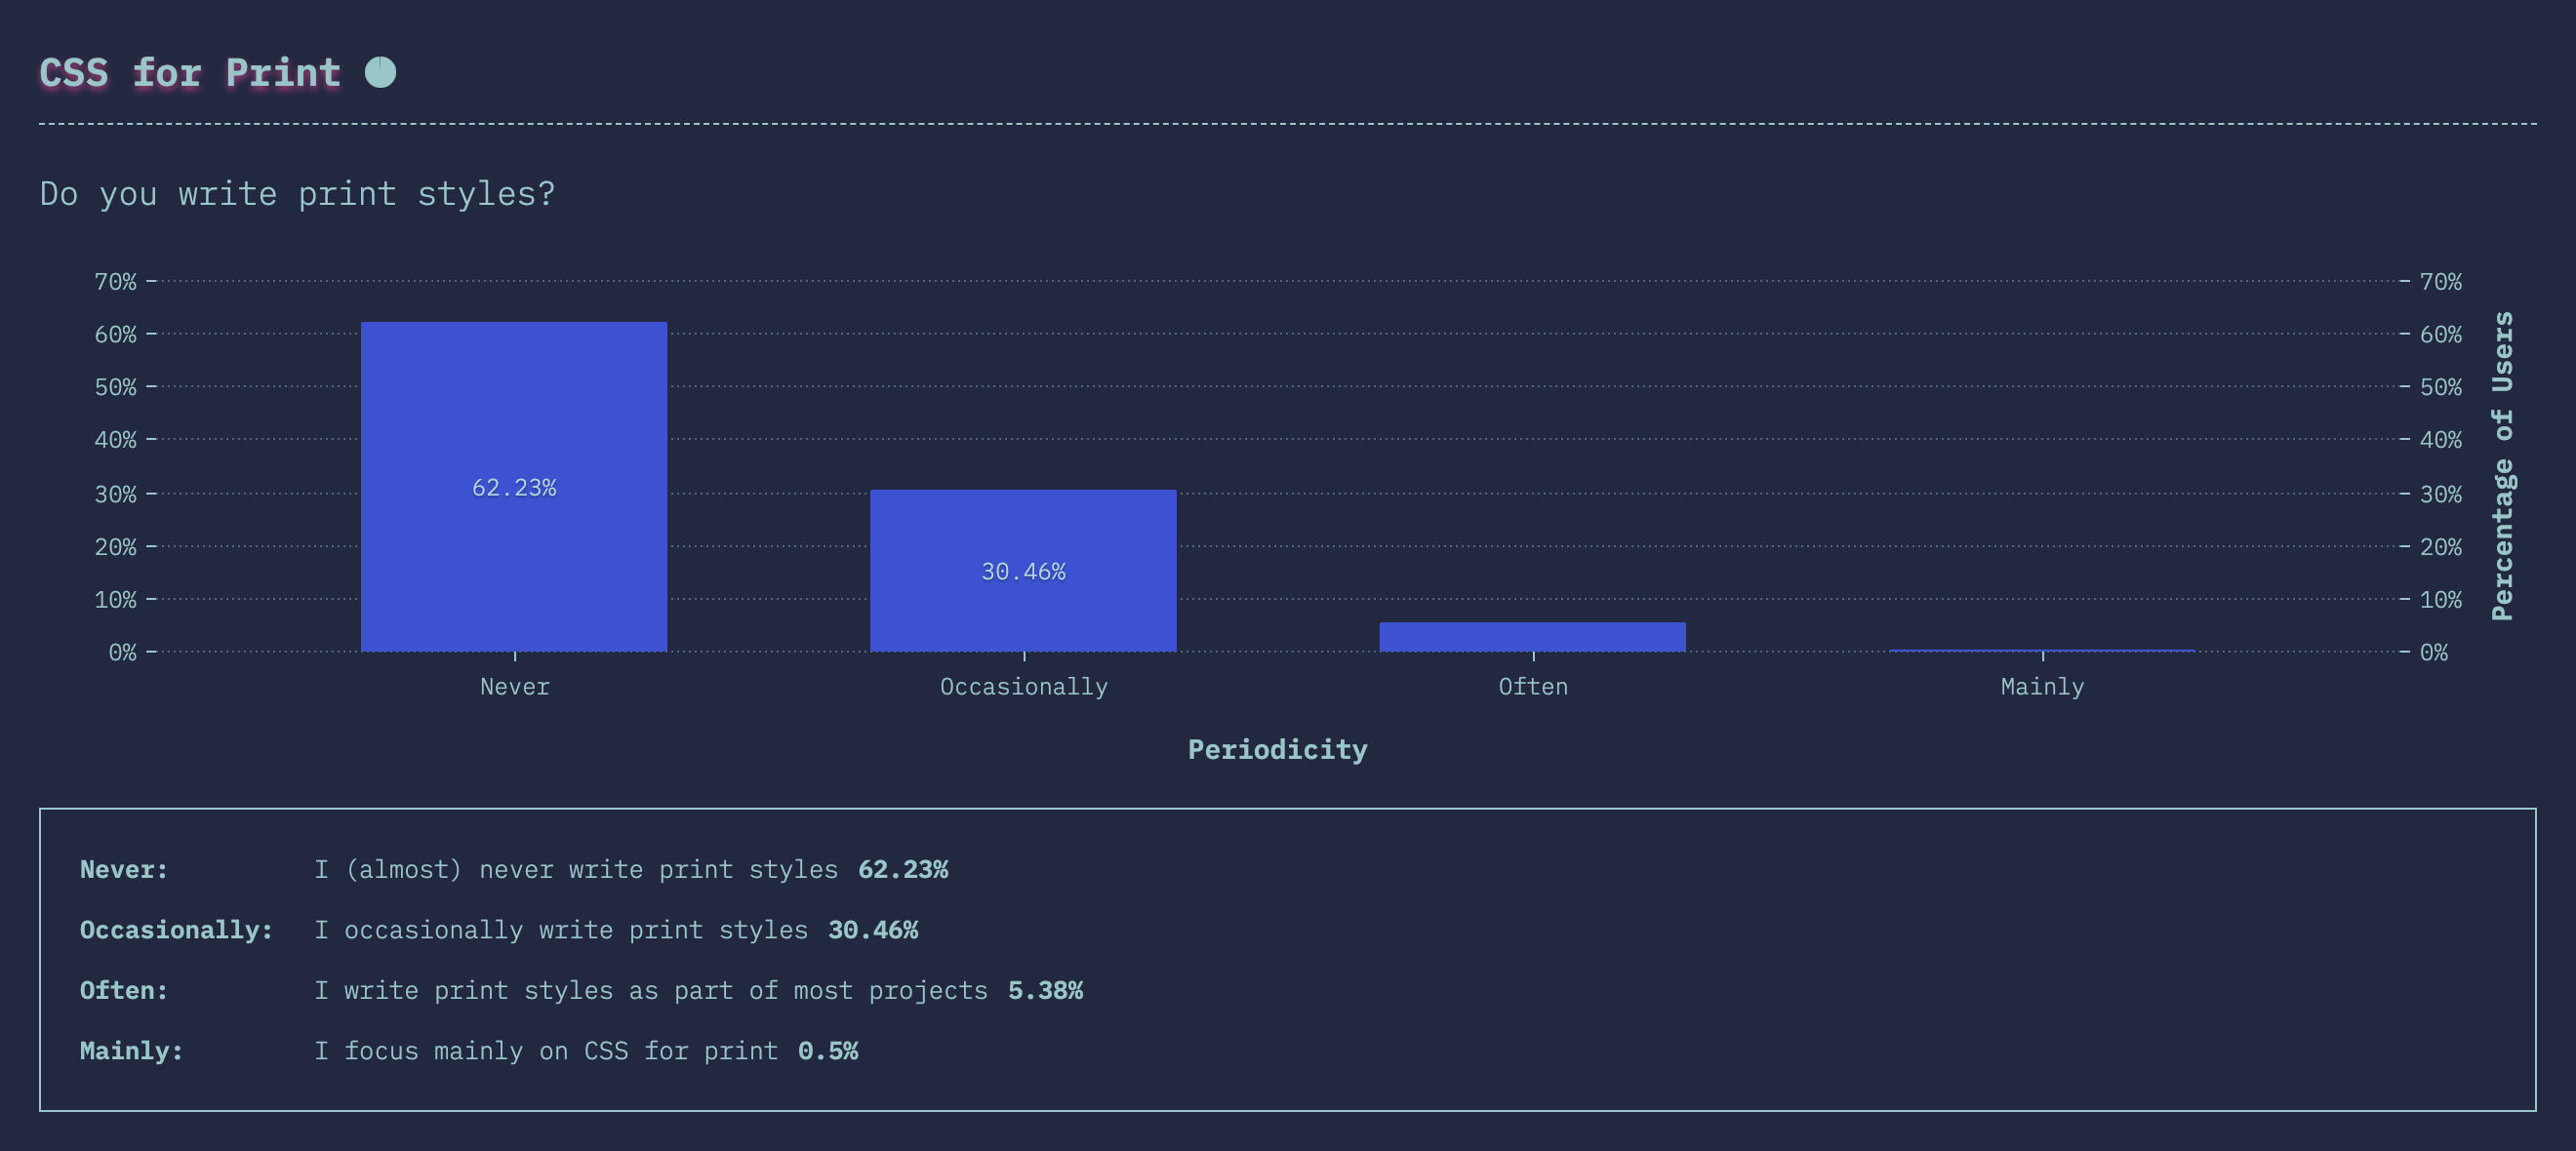 CSS for Print
Do you write print styles?
70% 70%
60% 60%
50% 50%
40% 40%
30% 30%
20% 20%
10% 10%
0% 0%
Percentage of Users
62.23%
30.46%
Never Occasionally Often Mainly
Periodicity
Never: I (almost) never write print styles 62.23%
Occasionally: I occasionally write print styles 30.46%
Often: I write print styles as part of most projects 5.38%
Mainly: I focus mainly on CSS for print 0.5%